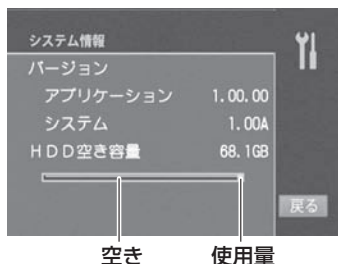 システム情報
バージョン
アプリケーション 1.00.00
システム 1.00A
HDD空き容量 68.1GB
戻る
空き 使用量